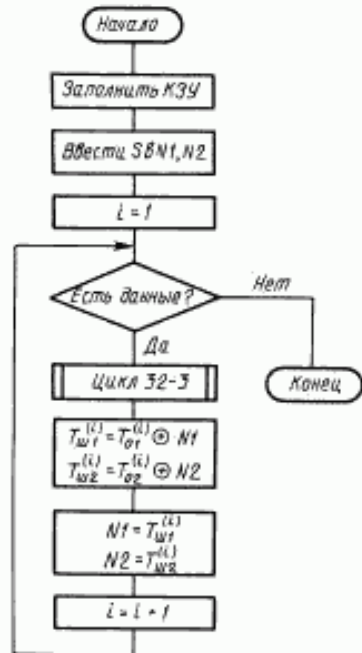 Начало
Заполнить КЗУ
Ввести S в N1, N2
i = 1
Есть данные?
Нет
Да
Цикл 32-З
Конец
T_ш1^(i) = T_о1^(i) ⊕ N1
T_ш2^(i) = T_о2^(i) ⊕ N2
N1 = T_ш1^(i)
N2 = T_ш2^(i)
i = i + 1